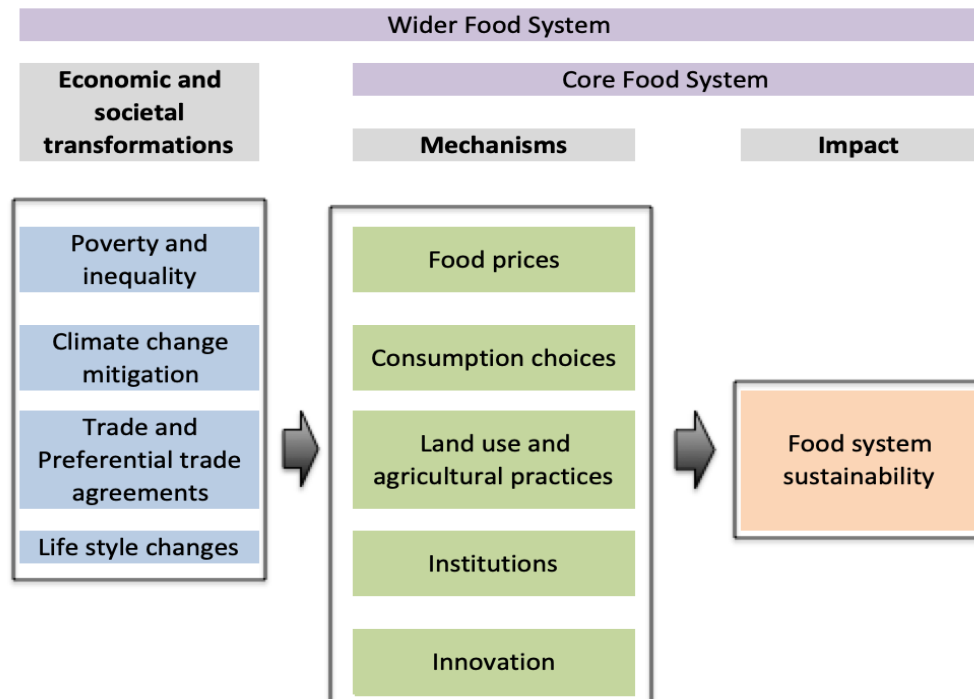 Wider Food System
Economic and
societal
transformations
Core Food System
Mechanisms
Impact
Poverty and
inequality
Climate change
mitigation
Trade and
Preferential trade
agreements
Life style changes
Food prices
Consumption choices
Land use and
agricultural practices
Institutions
Innovation
Food system
sustainability